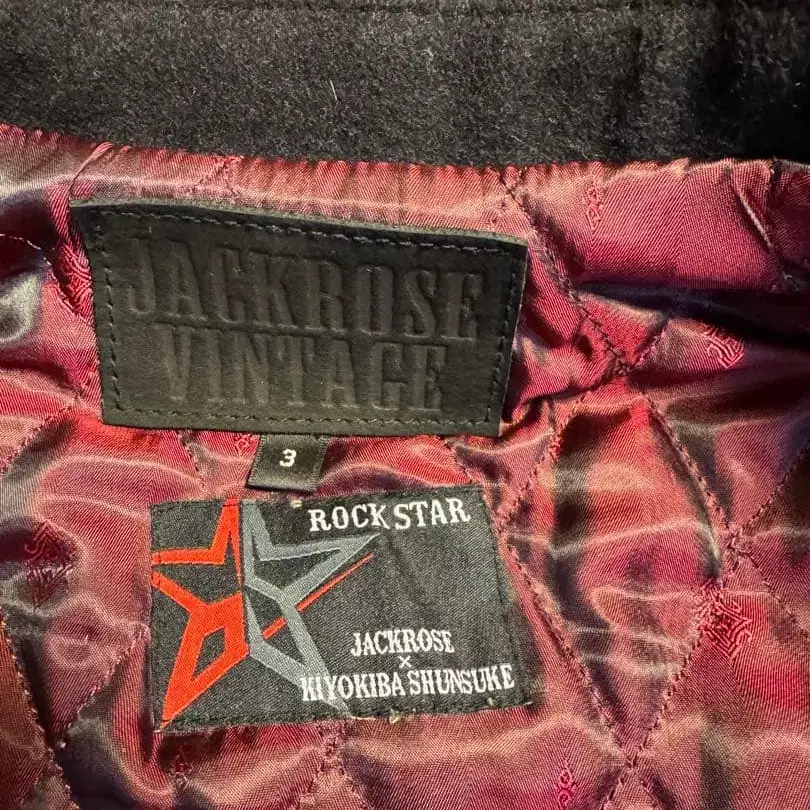 JACKROSE
VINTAGE
3
ROCK STAR
JACKROSE
×
KIYOKIBA SHUNSUKE